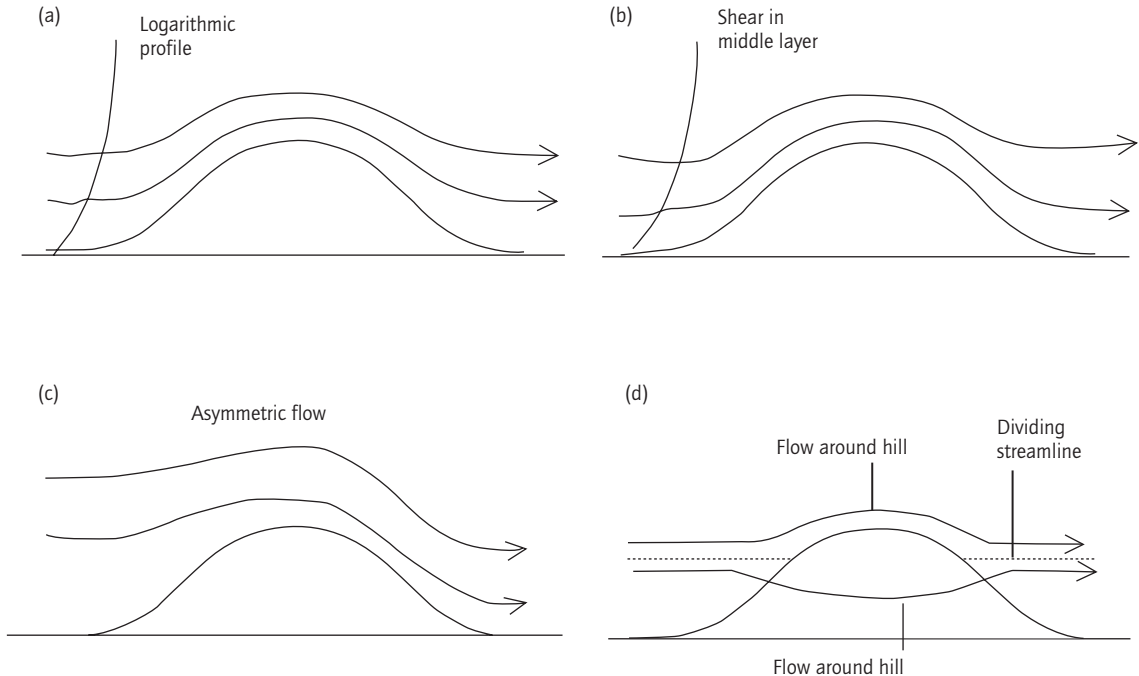 (a)
Logarithmic
profile
(b)
Shear in
middle layer
(c)
Asymmetric flow
(d)
Flow around hill
Dividing
streamline
Flow around hill